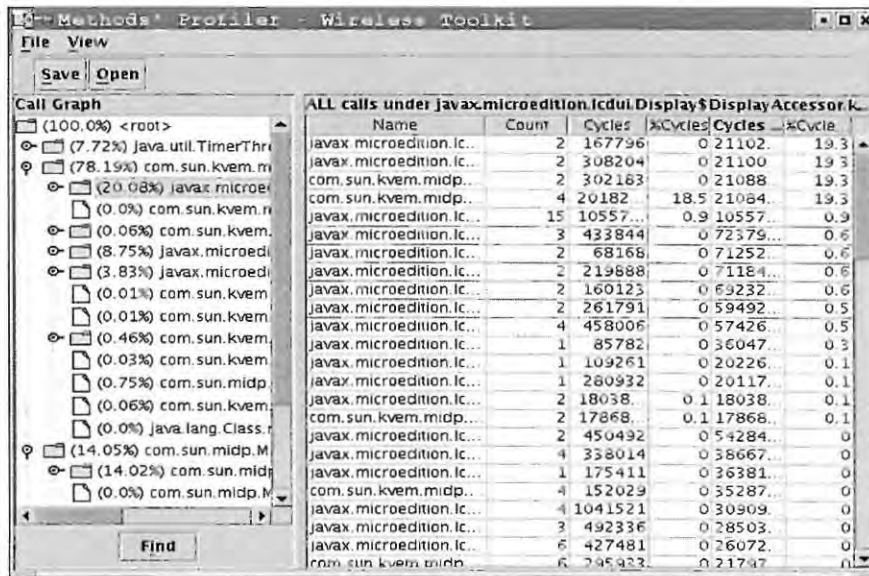 Methods' Profiler - Wireless Toolkit
File View
Save Open
Call Graph
(100.0%) <root>
(7.72%) java.util.TimerThr
(78.19%) com.sun.kvem.m
(20.08%) javax.microe
(0.0%) com.sun.kvem.
(0.06%) com.sun.kvem.
(8.75%) javax.microedi
(3.83%) javax.microedi
(0.01%) com.sun.kvem
(0.01%) com.sun.kvem
(0.46%) com.sun.kvem.
(0.03%) com.sun.kvem.
(0.75%) com.sun.midp
(0.06%) com.sun.kvem.
(0.0%) java.lang.Class.
(14.05%) com.sun.midp.M
(14.02%) com.sun.midp
(0.0%) com.sun.midp.M
Find
ALL calls under javax.microedition.lcdui.Display$DisplayAccessor.k...
Name Count Cycles %Cycles Cycles ... %Cycle
javax.microedition.lc... 2 167796 0 21102. 19.3
javax.microedition.lc... 2 308204 0 21100 19.3
com.sun.kvem.midp.. 2 302183 0 21088 19.3
com.sun.kvem.midp... 4 20182... 18.5 21084... 19.3
javax.microedition.lc... 15 10557... 0.9 10557... 0.9
javax.microedition.lc... 3 433844 0 72379... 0.6
javax.microedition.lc... 2 68168 0 71252... 0.6
javax.microedition.lc... 2 219888 0 71184... 0.6
javax.microedition.lc... 2 160123 0 69232... 0.6
javax.microedition.lc... 2 261791 0 59492... 0.5
javax.microedition.lc... 4 458006 0 57426... 0.5
javax.microedition.lc... 1 85782 0 36047... 0.3
javax.microedition.lc... 1 109261 0 20226... 0.1
javax.microedition.lc... 1 280932 0 20117... 0.1
javax.microedition.lc... 2 18038... 0.1 18038... 0.1
com.sun.kvem.midp... 2 17868... 0.1 17868... 0.1
javax.microedition.lc... 2 450492 0 54284... 0
javax.microedition.lc... 4 338014 0 38667... 0
javax.microedition.lc... 1 175411 0 36381... 0
com.sun.kvem.midp... 4 152029 0 35287... 0
javax.microedition.lc... 4 1041521 0 30909. 0
javax.microedition.lc... 3 492336 0 28503. 0
javax.microedition.lc... 6 427481 0 26072. 0
com.sun.kvem.midp 6 295933 0 21797 0